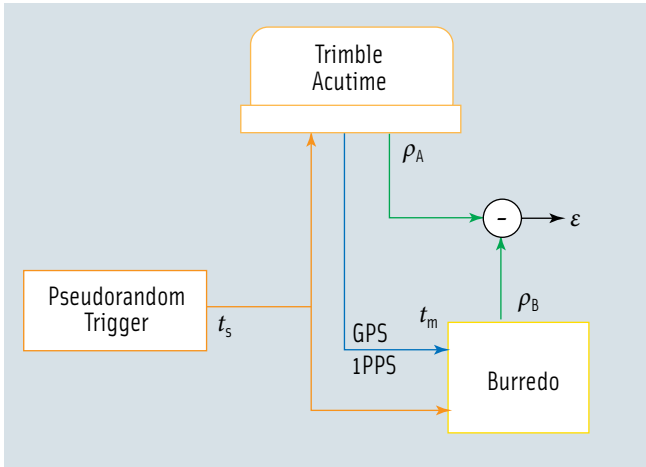 Trimble
Acutime
ρA
-
ε
Pseudorandom
Trigger
ts
GPS
1PPS
tm
ρB
Burredo